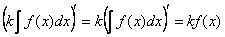 (k∫f(x)dx)′ = k(∫f(x)dx)′ = kf(x)